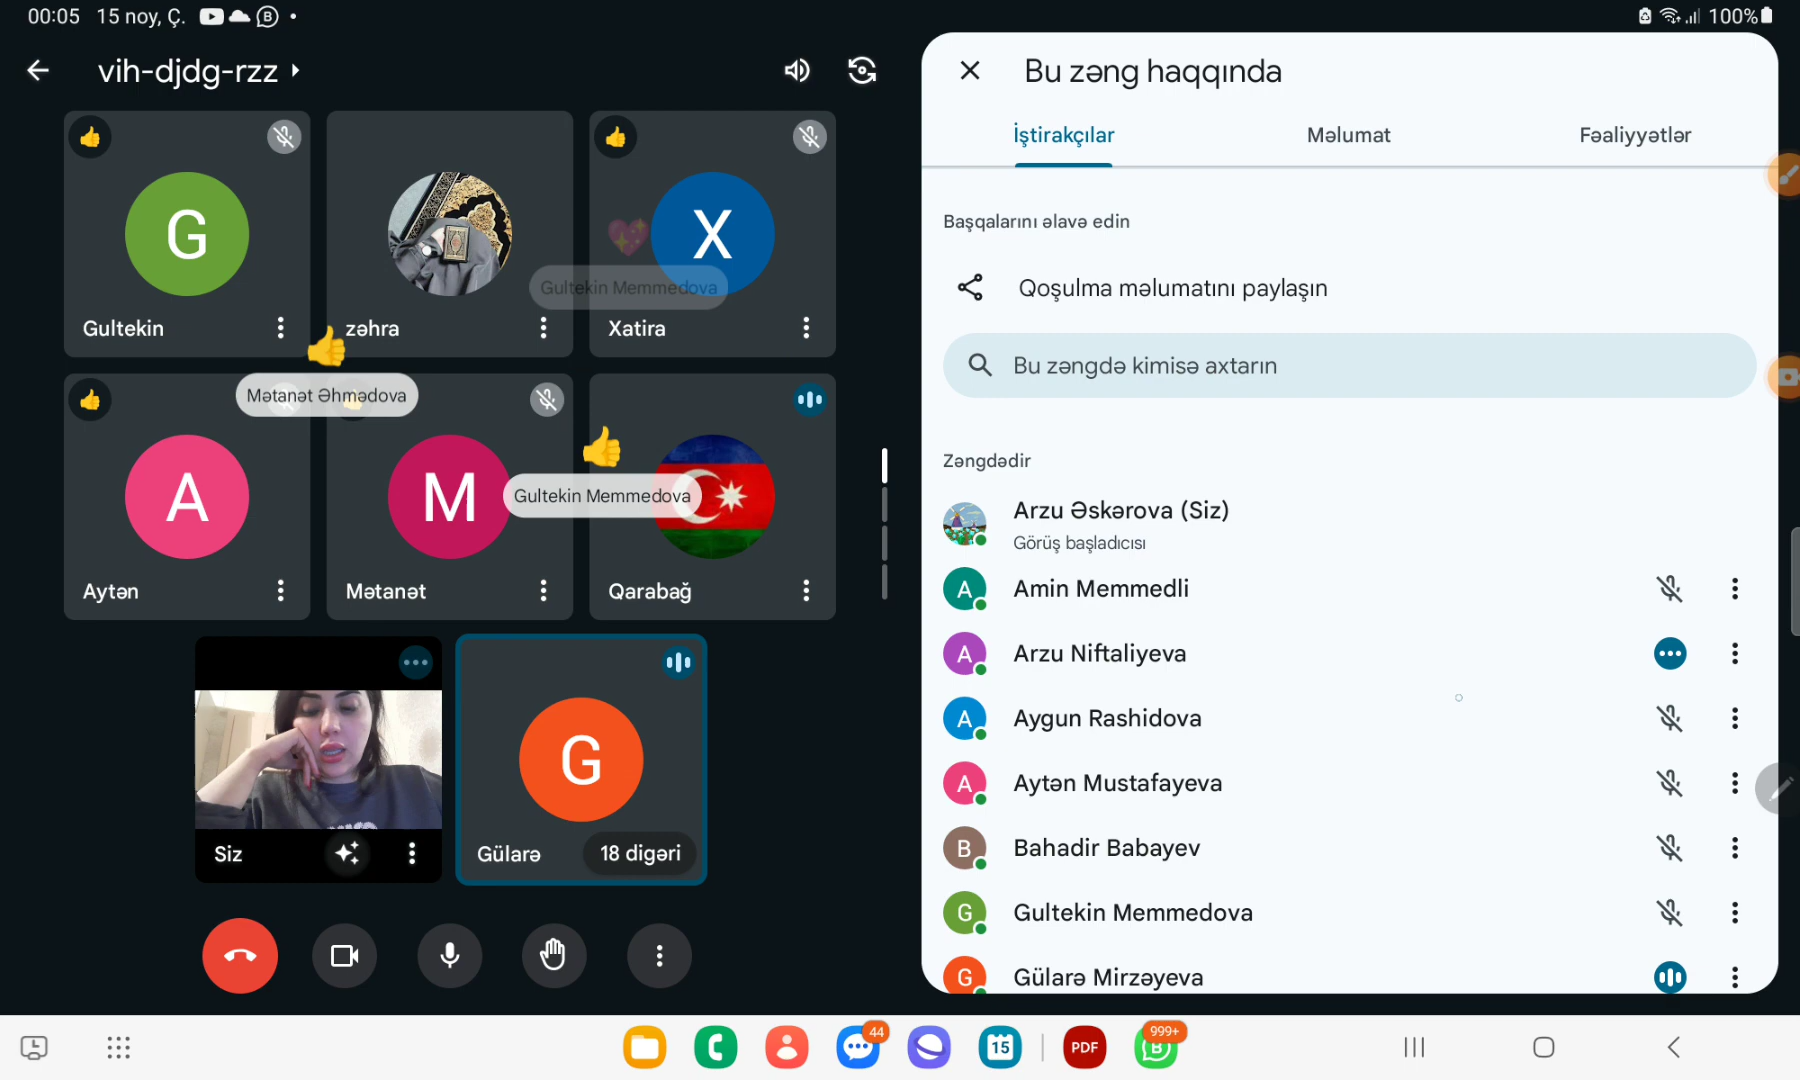 00:05 15 noy, Ç.
100%
vih-djdg-rzz
G
Gultekin
zəhra
X
Xatira
Gultekin Memmedova
Mətanət Əhmədova
A
Aytən
M
Mətanət
Gultekin Memmedova
Qarabağ
Siz
G
Gülarə
18 digəri
Bu zəng haqqında
İştirakçılar
Məlumat
Fəaliyyətlər
Başqalarını əlavə edin
Qoşulma məlumatını paylaşın
Bu zəngdə kimisə axtarın
Zəngdədir
Arzu Əskərova (Siz)
Görüş başladıcısı
A Amin Memmedli
A Arzu Niftaliyeva
A Aygun Rashidova
A Aytən Mustafayeva
B Bahadir Babayev
G Gultekin Memmedova
G Gülarə Mirzəyeva
44
15
PDF
999+
B